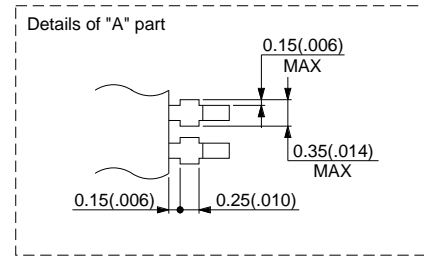 Details of "A" part
0.15(.006)
MAX
0.35(.014)
MAX
0.15(.006) 0.25(.010)